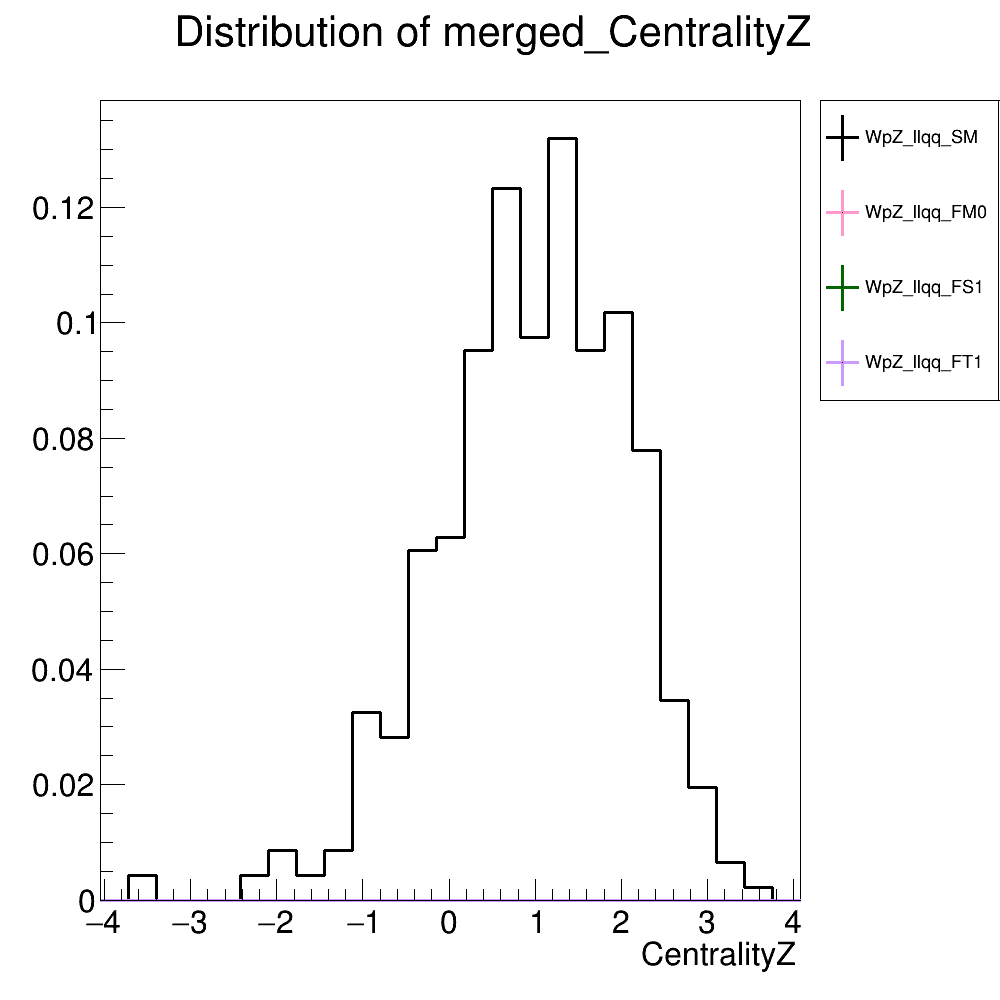 Distribution of merged_CentralityZ
WpZ_llqq_SM
WpZ_llqq_FM0
WpZ_llqq_FS1
WpZ_llqq_FT1
0.12
0.1
0.08
0.06
0.04
0.02
0
−4 −3 −2 −1 0 1 2 3 4
CentralityZ